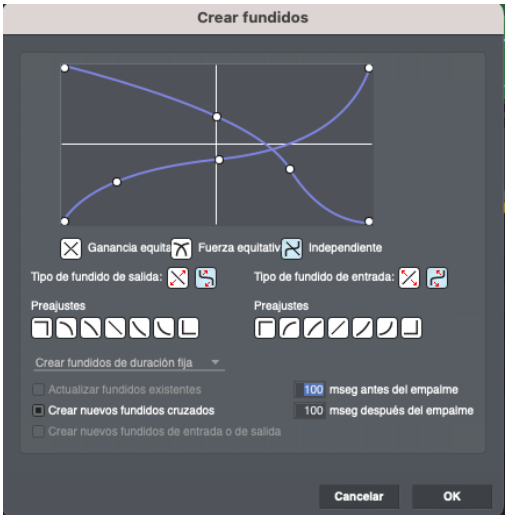 Crear fundidos
Ganancia equita Fuerza equitativ Independiente
Tipo de fundido de salida: Tipo de fundido de entrada:
Preajustes Preajustes
Crear fundidos de duración fija
Actualizar fundidos existentes 100 mseg antes del empalme
Crear nuevos fundidos cruzados 100 mseg después del empalme
Crear nuevos fundidos de entrada o de salida
Cancelar OK